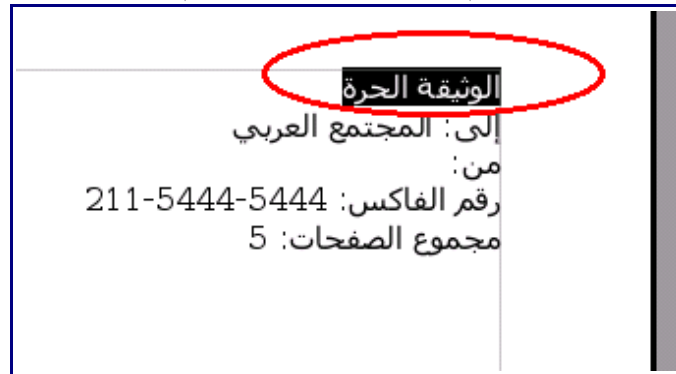 الوثيقة الحرة
إلى: المجتمع العربي
من:
رقم الفاكس: 5444-5444-211
مجموع الصفحات: 5